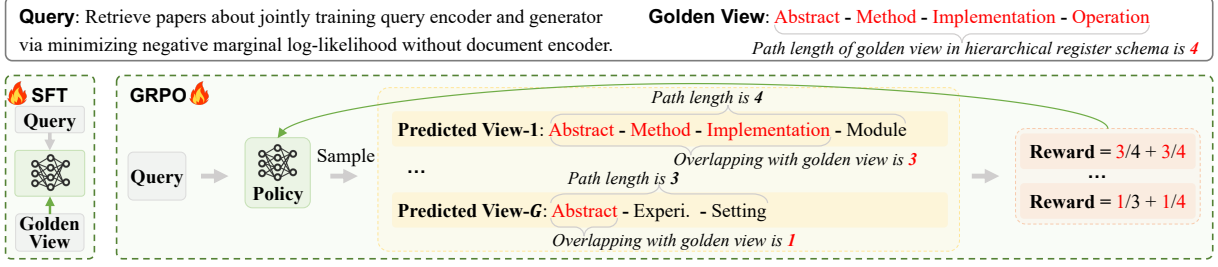 Query: Retrieve papers about jointly training query encoder and generator
via minimizing negative marginal log-likelihood without document encoder.
Golden View: Abstract - Method - Implementation - Operation
Path length of golden view in hierarchical register schema is 4
SFT
Query
Golden
View
GRPO
Query
Policy
Sample
Path length is 4
Predicted View-1: Abstract - Method - Implementation - Module
Overlapping with golden view is 3
...
Path length is 3
Predicted View-G: Abstract - Experi. - Setting
Overlapping with golden view is 1
Reward = 3/4 + 3/4
...
Reward = 1/3 + 1/4